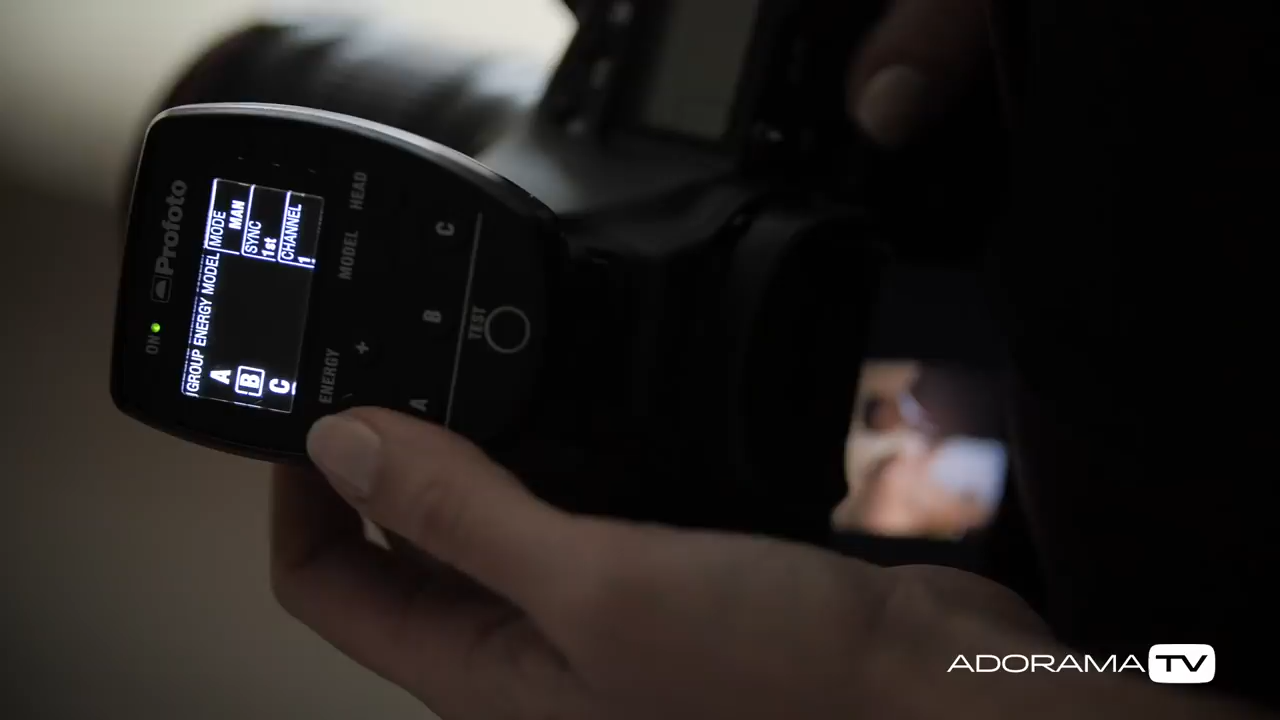 Profoto
ON
GROUP ENERGY MODEL
A
B
C
MODE
MAN
SYNC
1st
CHANNEL
1
ENERGY
+
MODEL
HEAD
A
B
C
TEST
ADORAMA TV